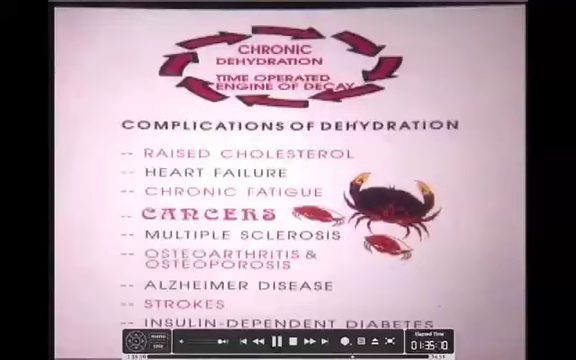 CHRONIC
DEHYDRATION
TIME OPERATED
ENGINE OF DECAY
COMPLICATIONS OF DEHYDRATION
-- RAISED CHOLESTEROL
-- HEART FAILURE
-- CHRONIC FATIGUE
-- CANCERS
-- MULTIPLE SCLEROSIS
-- OSTEOARTHRITIS &
OSTEOPOROSIS
-- ALZHEIMER DISEASE
-- STROKES
-- INSULIN-DEPENDENT DIABETES
Elapsed Time
01:35:10